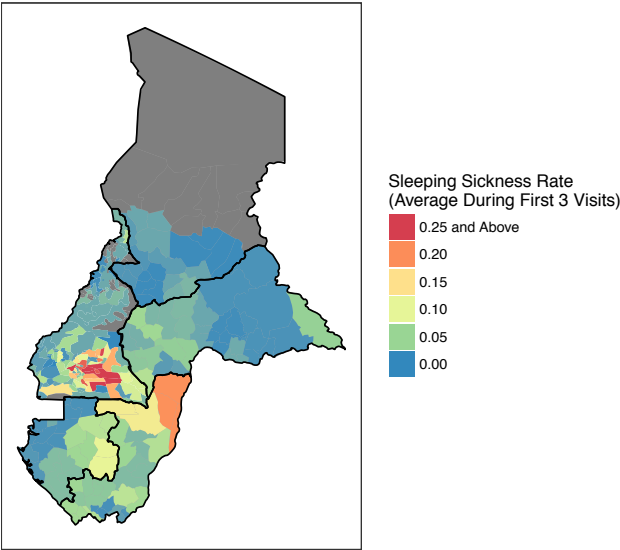 Sleeping Sickness Rate
(Average During First 3 Visits)
0.25 and Above
0.20
0.15
0.10
0.05
0.00